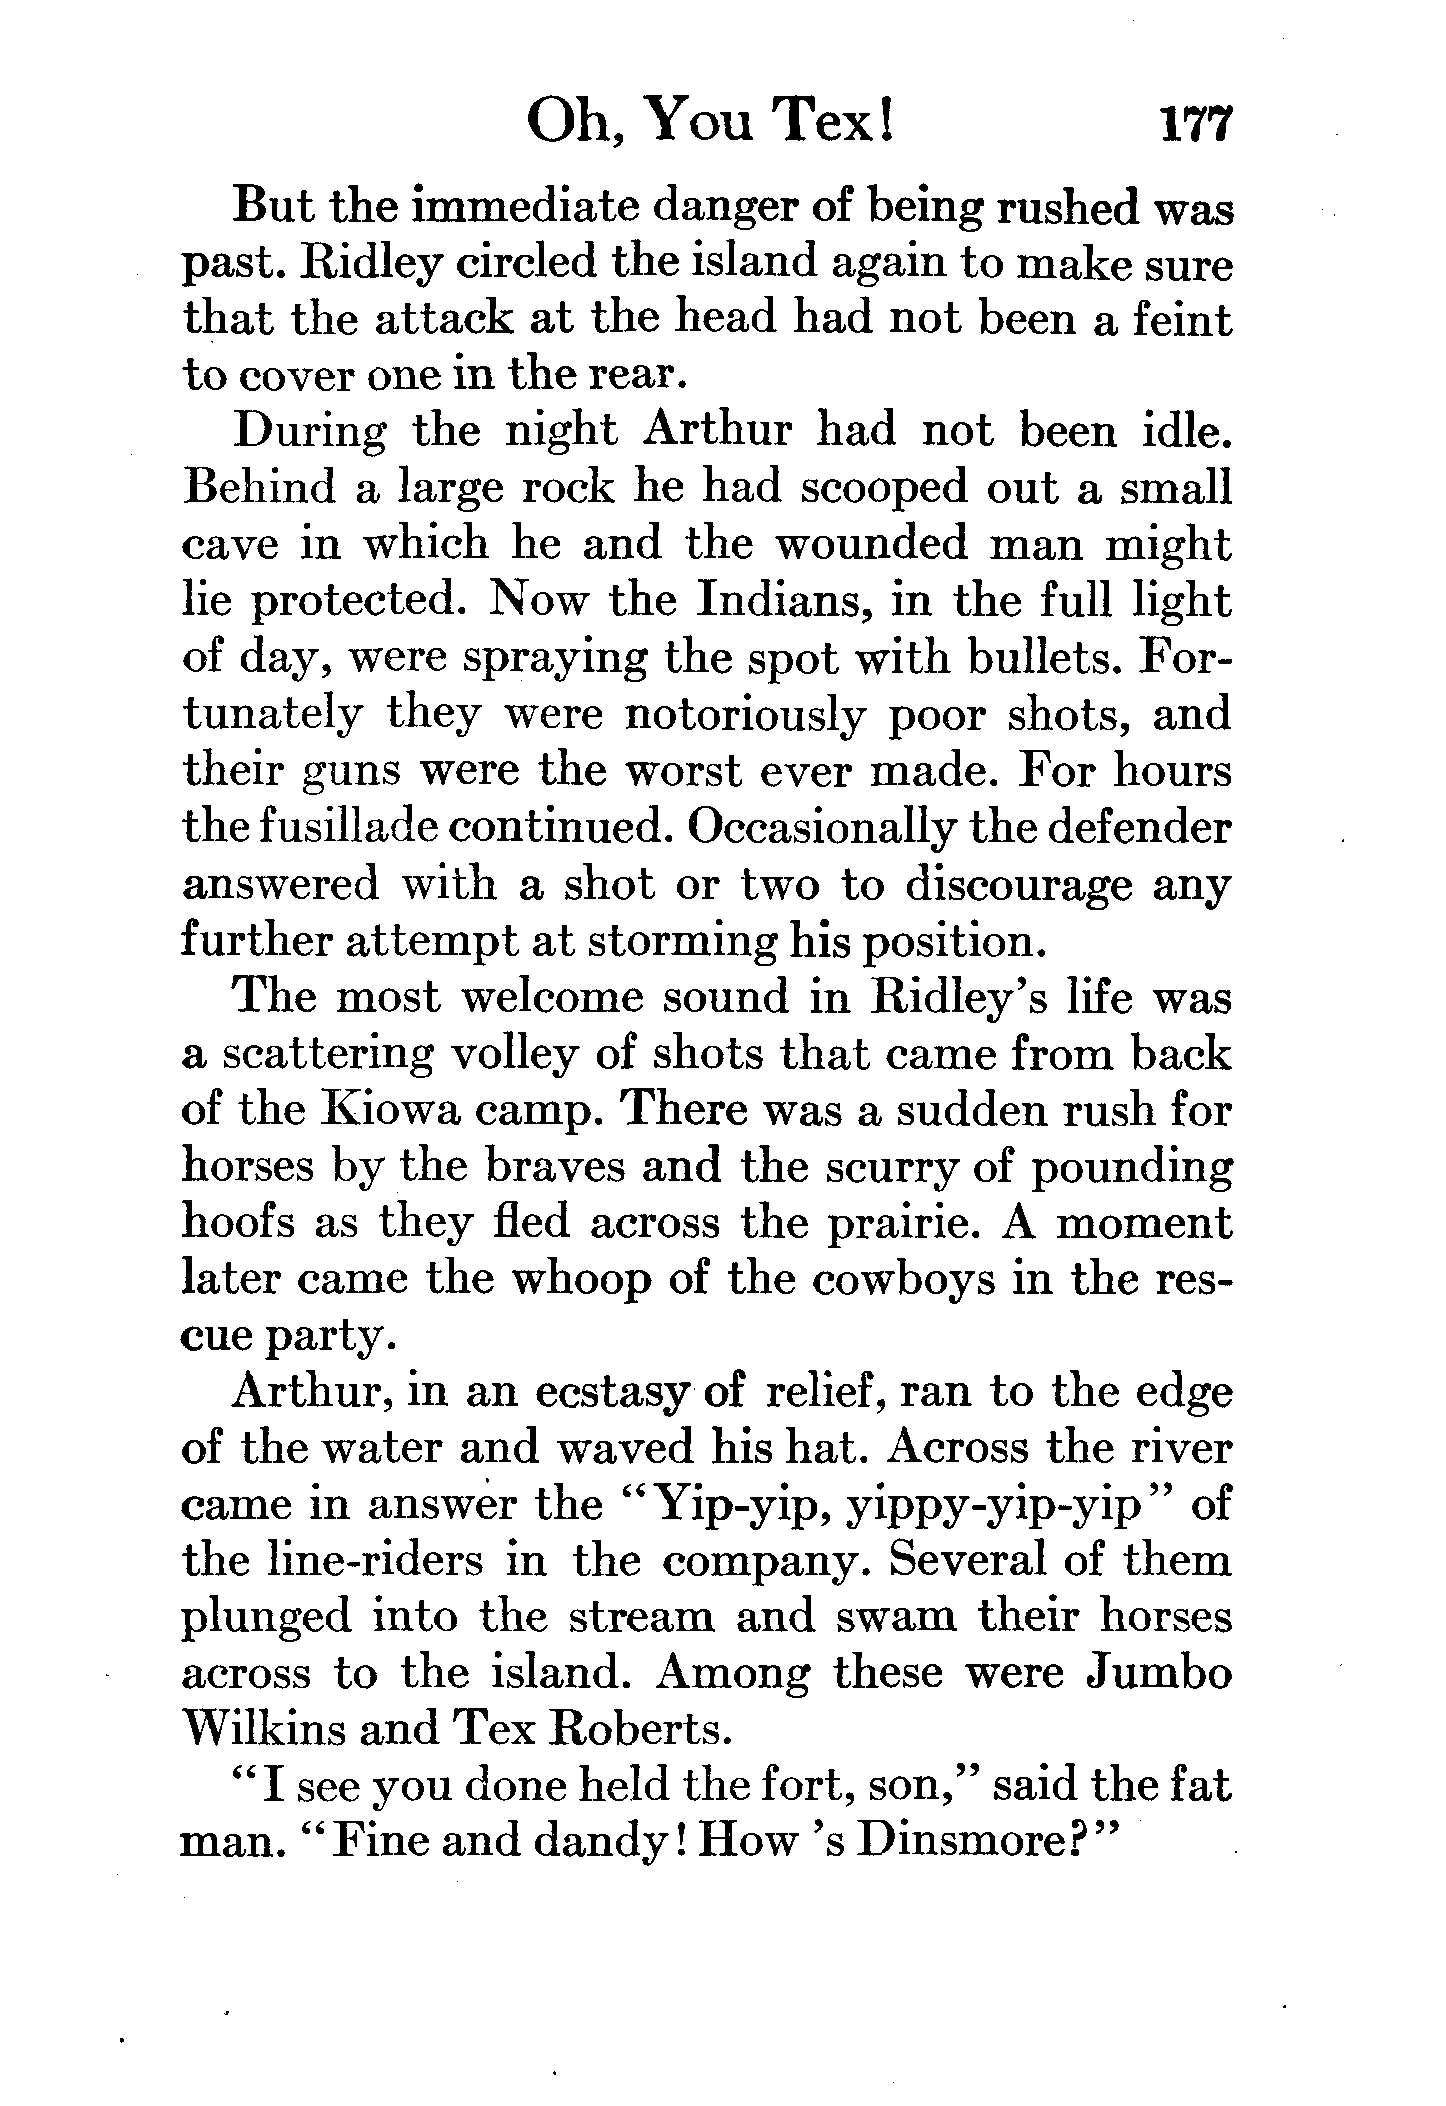 Oh, You Tex! 177
But the immediate danger of being rushed was
past. Ridley circled the island again to make sure
that the attack at the head had not been a feint
to cover one in the rear.
During the night Arthur had not been idle.
Behind a large rock he had scooped out a small
cave in which he and the wounded man might
lie protected. Now the Indians, in the full light
of day, were spraying the spot with bullets. For-
tunately they were notoriously poor shots, and
their guns were the worst ever made. For hours
the fusillade continued. Occasionally the defender
answered with a shot or two to discourage any
further attempt at storming his position.
The most welcome sound in Ridley's life was
a scattering volley of shots that came from back
of the Kiowa camp. There was a sudden rush for
horses by the braves and the scurry of pounding
hoofs as they fled across the prairie. A moment
later came the whoop of the cowboys in the res-
cue party.
Arthur, in an ecstasy of relief, ran to the edge
of the water and waved his hat. Across the river
came in answer the “Yip-yip, yippy-yip-yip” of
the line-riders in the company. Several of them
plunged into the stream and swam their horses
across to the island. Among these were Jumbo
Wilkins and Tex Roberts.
“I see you done held the fort, son,” said the fat
man. “Fine and dandy! How 's Dinsmore?”